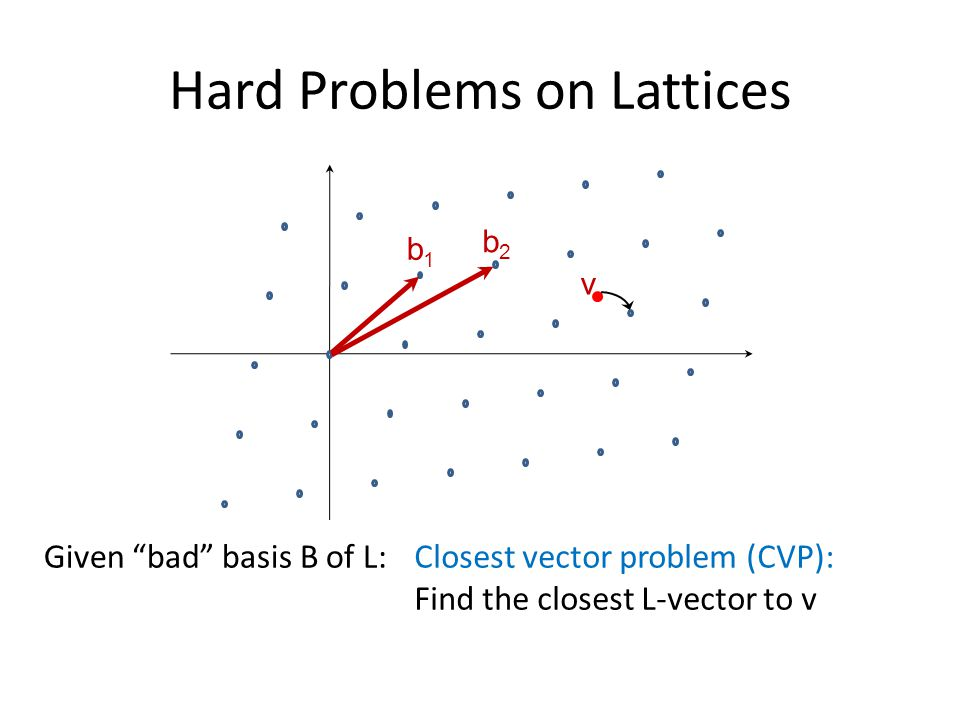 Hard Problems on Lattices
b₁
b₂
v
Given “bad” basis B of L: Closest vector problem (CVP):
Find the closest L-vector to v